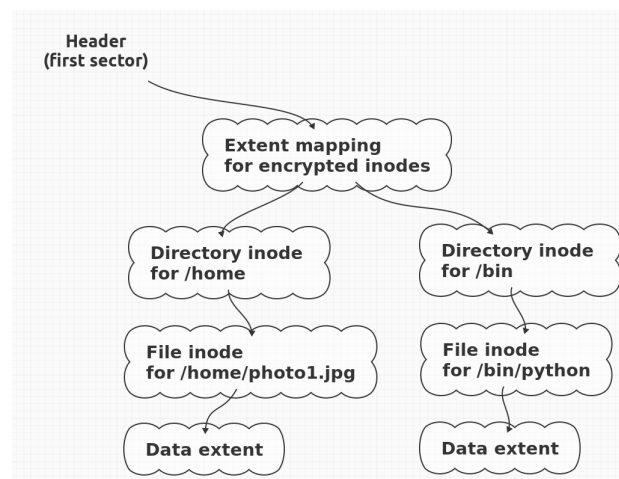 Header
(first sector)
Extent mapping
for encrypted inodes
Directory inode
for /home
Directory inode
for /bin
File inode
for /home/photo1.jpg
File inode
for /bin/python
Data extent
Data extent